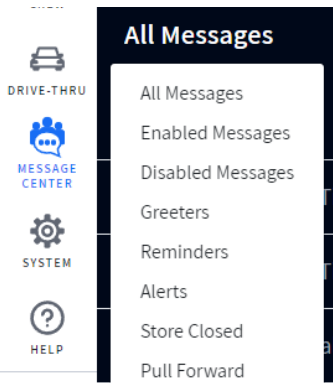 DRIVE-THRU
MESSAGE
CENTER
SYSTEM
?
HELP
All Messages
All Messages
Enabled Messages
Disabled Messages
Greeters
Reminders
Alerts
Store Closed
Pull Forward